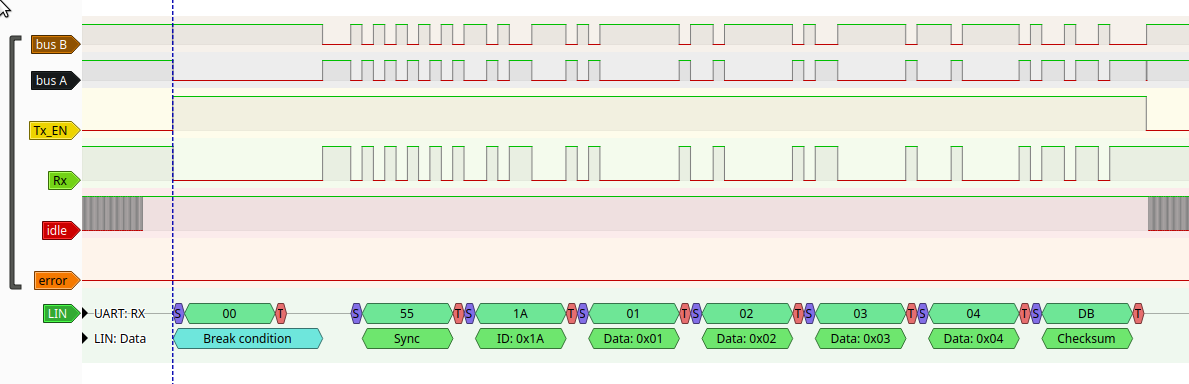 bus B
bus A
Tx_EN
Rx
idle
error
LIN UART: RX S 00 T S 55 T S 1A T S 01 T S 02 T S 03 T S 04 T S DB T
LIN: Data Break condition Sync ID: 0x1A Data: 0x01 Data: 0x02 Data: 0x03 Data: 0x04 Checksum